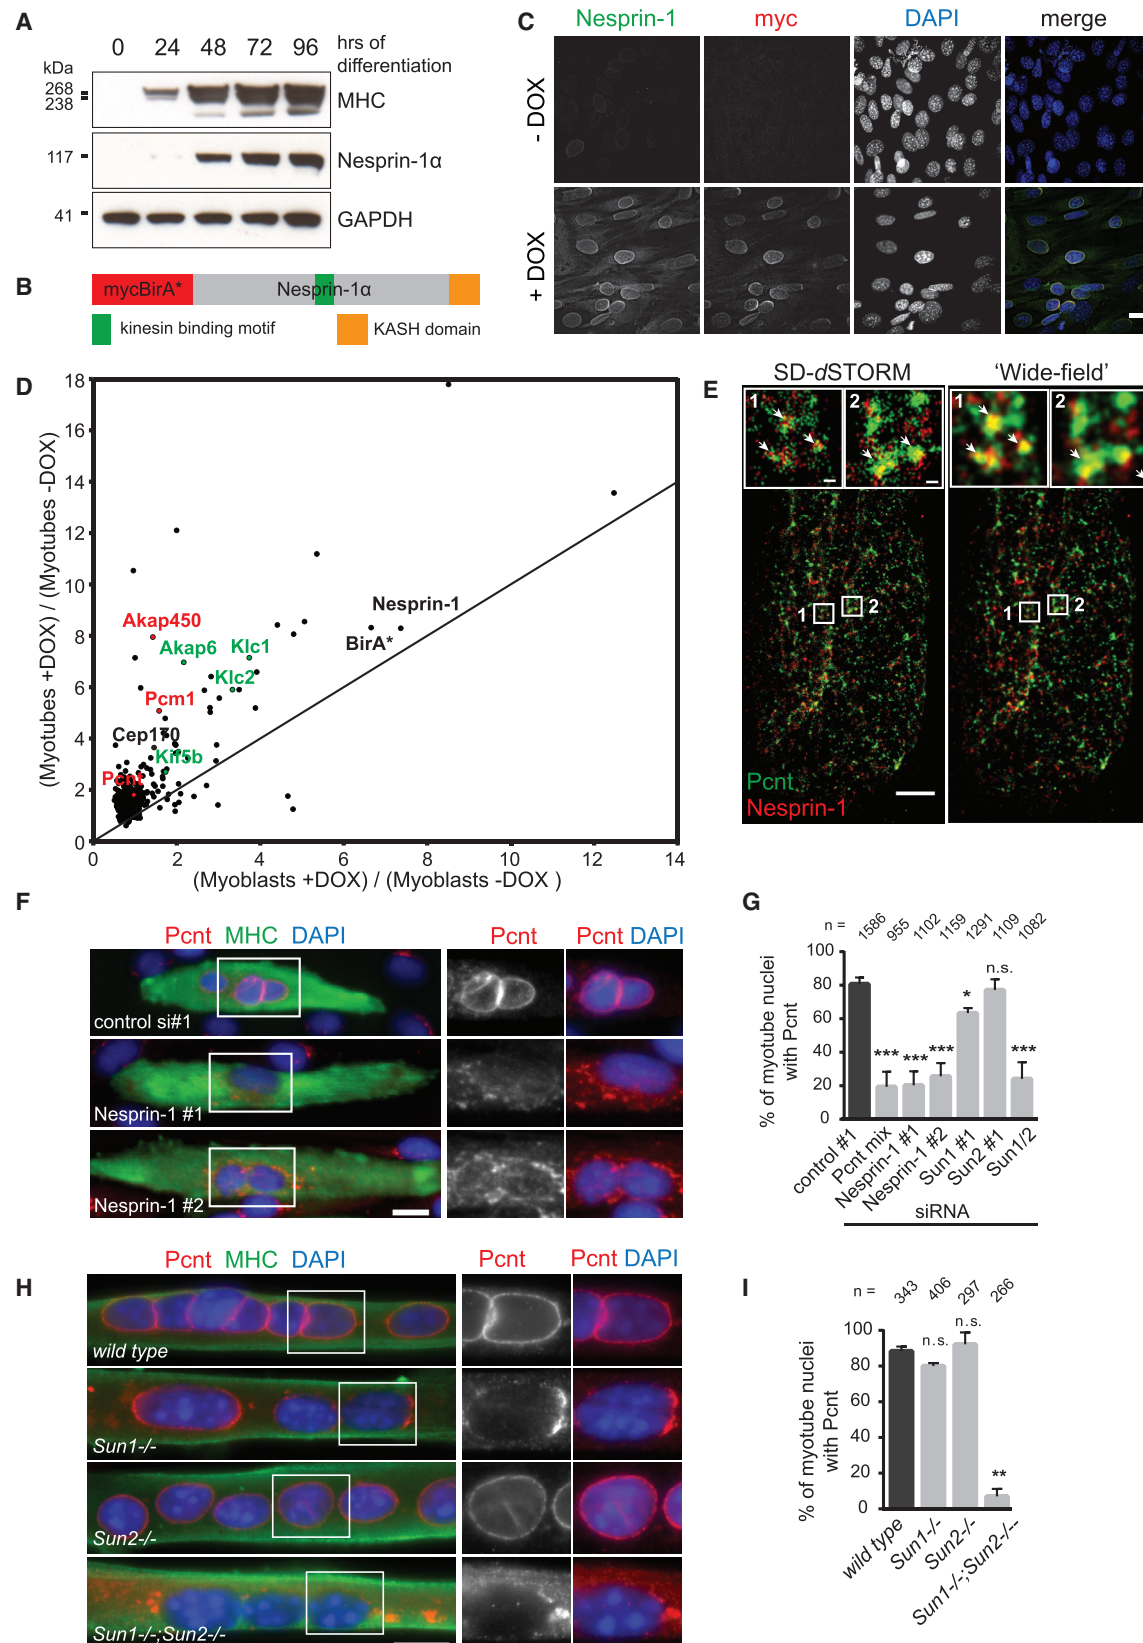 A
0 24 48 72 96 hrs of
differentiation
kDa
268
238
MHC
117
Nesprin-1α
41
GAPDH
B
mycBirA*
Nesprin-1α
kinesin binding motif
KASH domain
C
Nesprin-1 myc DAPI merge
- DOX
+ DOX
D
(Myotubes +DOX) / (Myotubes -DOX)
18
16
14
12
10
8
6
4
2
0
Akap450
Akap6
Klc1
Klc2
Nesprin-1
BirA*
Pcm1
Cep170
Kif5b
Pcnt
0 2 4 6 8 10 12 14
(Myoblasts +DOX) / (Myoblasts -DOX )
E
SD-dSTORM 'Wide-field'
1 2 1 2
1 2 1 2
Pcnt
Nesprin-1
F
Pcnt MHC DAPI Pcnt Pcnt DAPI
control si#1
Nesprin-1 #1
Nesprin-1 #2
G
n = 1586 955 1102 1159 1291 1109 1082
% of myotube nuclei
with Pcnt
100
80
60
40
20
0
*** *** *** * n.s. ***
control #1
Pcnt mix
Nesprin-1 #1
Nesprin-1 #2
Sun1 #1
Sun2 #1
Sun1/2
siRNA
H
Pcnt MHC DAPI Pcnt Pcnt DAPI
wild type
Sun1-/-
Sun2-/-
Sun1-/-;Sun2-/-
I
n = 343 406 297 266
% of myotube nuclei
with Pcnt
100
80
60
40
20
0
n.s. n.s. **
wild type
Sun1-/-
Sun2-/-
Sun1-/-;Sun2-/--